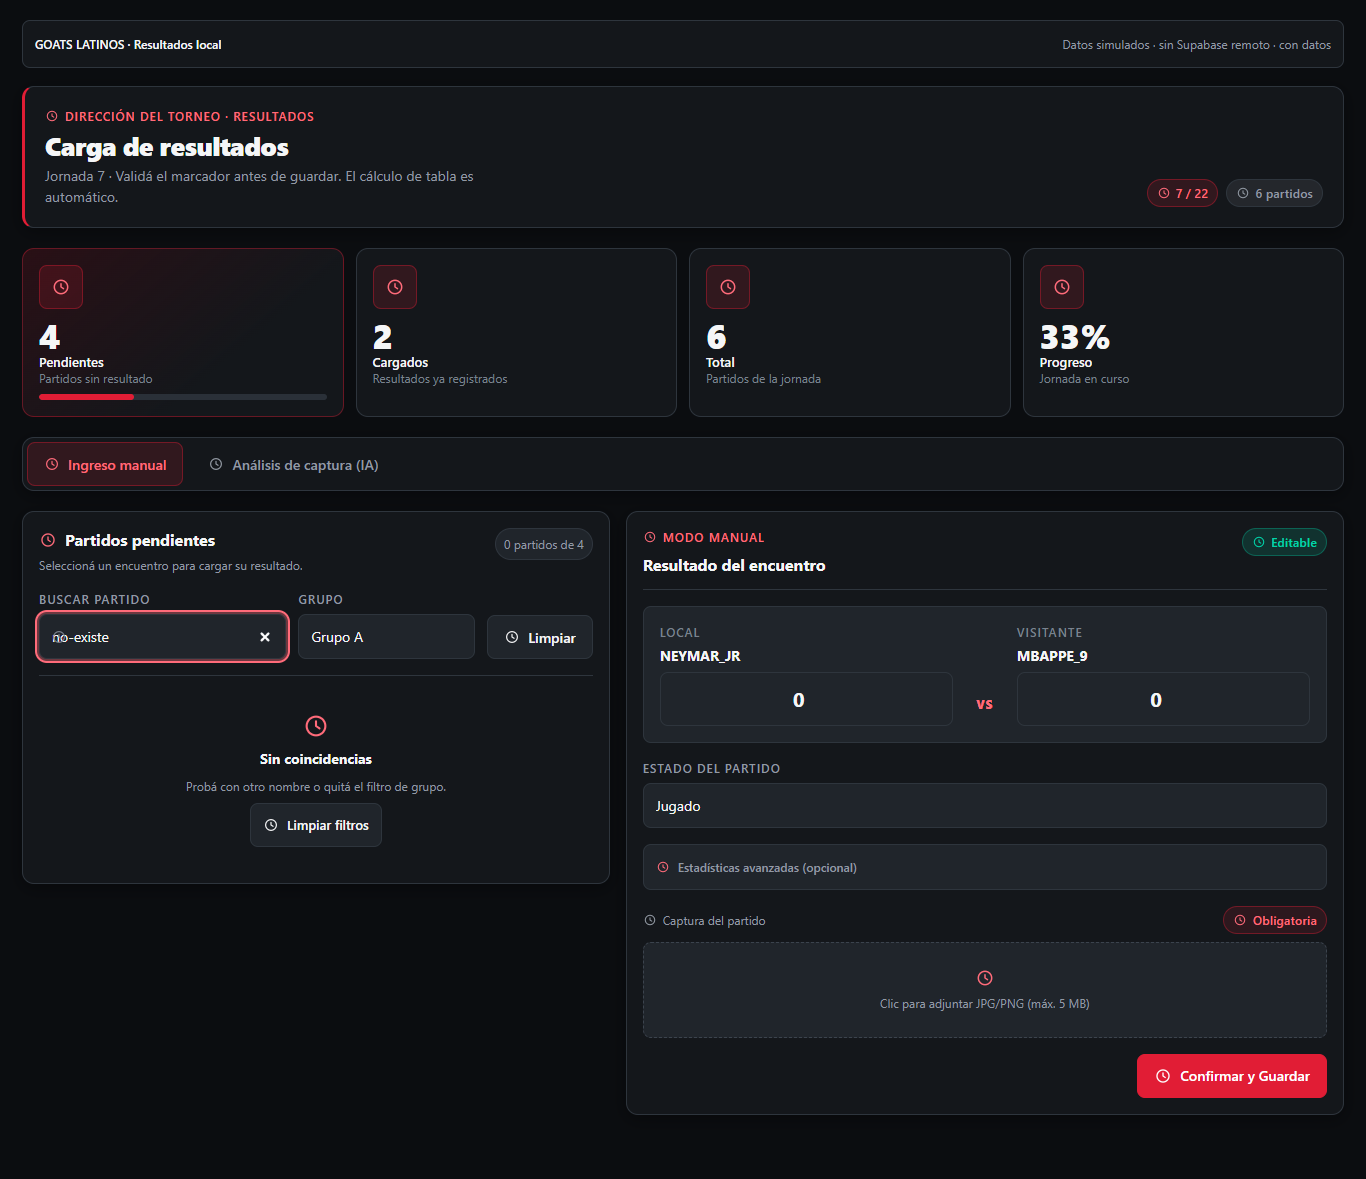 GOATS LATINOS · Resultados local
Datos simulados · sin Supabase remoto · con datos
DIRECCIÓN DEL TORNEO · RESULTADOS
Carga de resultados
Jornada 7 · Validá el marcador antes de guardar. El cálculo de tabla es
automático.
7 / 22
6 partidos
4
Pendientes
Partidos sin resultado
2
Cargados
Resultados ya registrados
6
Total
Partidos de la jornada
33%
Progreso
Jornada en curso
Ingreso manual
Análisis de captura (IA)
Partidos pendientes
0 partidos de 4
Seleccioná un encuentro para cargar su resultado.
BUSCAR PARTIDO
GRUPO
no-existe
Grupo A
Limpiar
Sin coincidencias
Probá con otro nombre o quitá el filtro de grupo.
Limpiar filtros
MODO MANUAL
Editable
Resultado del encuentro
LOCAL
NEYMAR_JR
0
vs
VISITANTE
MBAPPE_9
0
ESTADO DEL PARTIDO
Jugado
Estadísticas avanzadas (opcional)
Captura del partido
Obligatoria
Clic para adjuntar JPG/PNG (máx. 5 MB)
Confirmar y Guardar